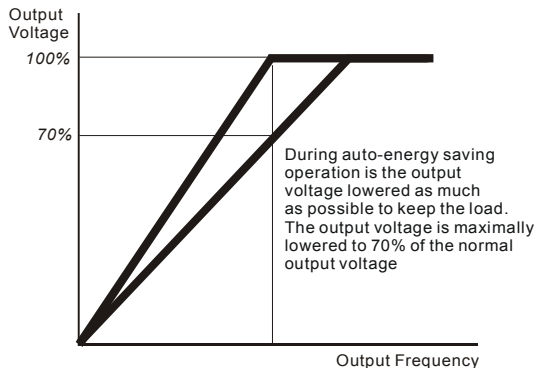 Output
Voltage
100%
70%
During auto-energy saving
operation is the output
voltage lowered as much
as possible to keep the load.
The output voltage is maximally
lowered to 70% of the normal
output voltage
Output Frequency